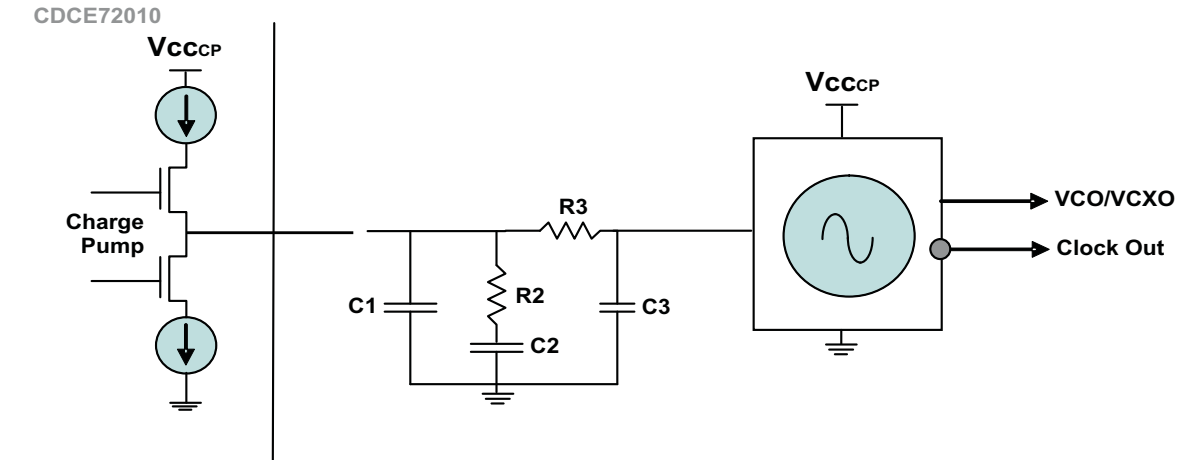 CDCE72010
VccCP
Charge
Pump
C1
R2
C2
R3
C3
VccCP
VCO/VCXO
Clock Out